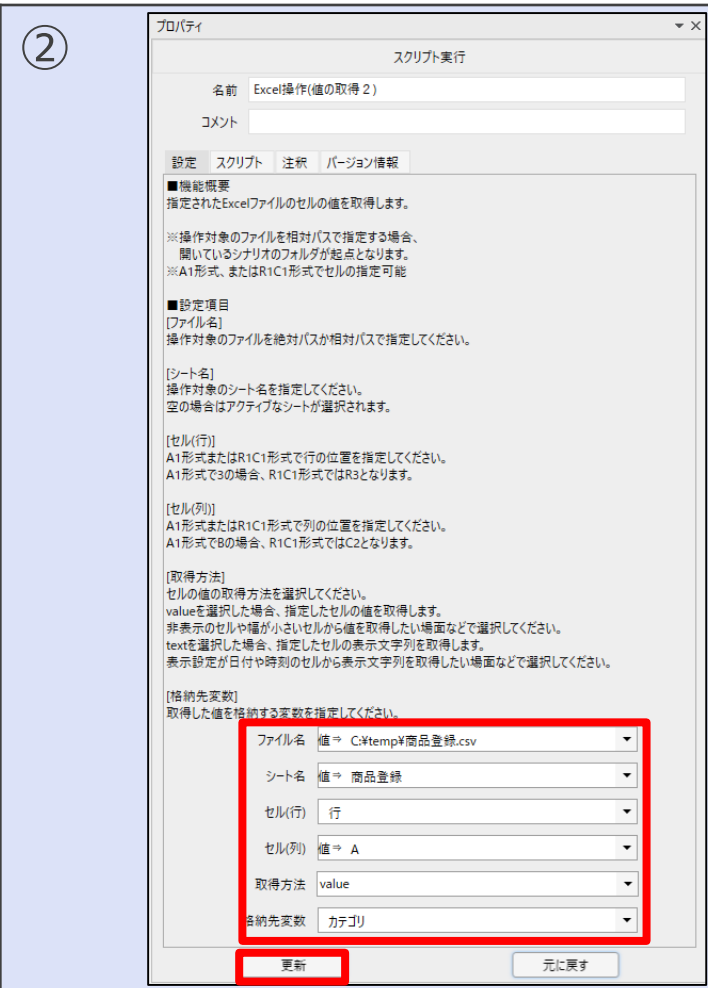 ②
プロパティ
スクリプト実行
名前 Excel操作(値の取得２)
コメント
設定 スクリプト 注釈 バージョン情報
■機能概要
指定されたExcelファイルのセルの値を取得します。
※操作対象のファイルを相対パスで指定する場合、
開いているシナリオのフォルダが起点となります。
※A1形式、またはR1C1形式でセルの指定可能
■設定項目
[ファイル名]
操作対象のファイルを絶対パスか相対パスで指定してください。
[シート名]
操作対象のシート名を指定してください。
空の場合はアクティブなシートが選択されます。
[セル(行)]
A1形式またはR1C1形式で行の位置を指定してください。
A1形式で3の場合、R1C1形式ではR3となります。
[セル(列)]
A1形式またはR1C1形式で列の位置を指定してください。
A1形式でBの場合、R1C1形式ではC2となります。
[取得方法]
セルの値の取得方法を選択してください。
valueを選択した場合、指定したセルの値を取得します。
非表示のセルや幅が小さいセルから値を取得したい場面などで選択してください。
textを選択した場合、指定したセルの表示文字列を取得します。
表示設定が日付や時刻のセルから表示文字列を取得したい場面などで選択してください。
[格納先変数]
取得した値を格納する変数を指定してください。
ファイル名 値⇒ C:¥temp¥商品登録.csv
シート名 値⇒ 商品登録
セル(行) 行
セル(列) 値⇒ A
取得方法 value
格納先変数 カテゴリ
更新 元に戻す